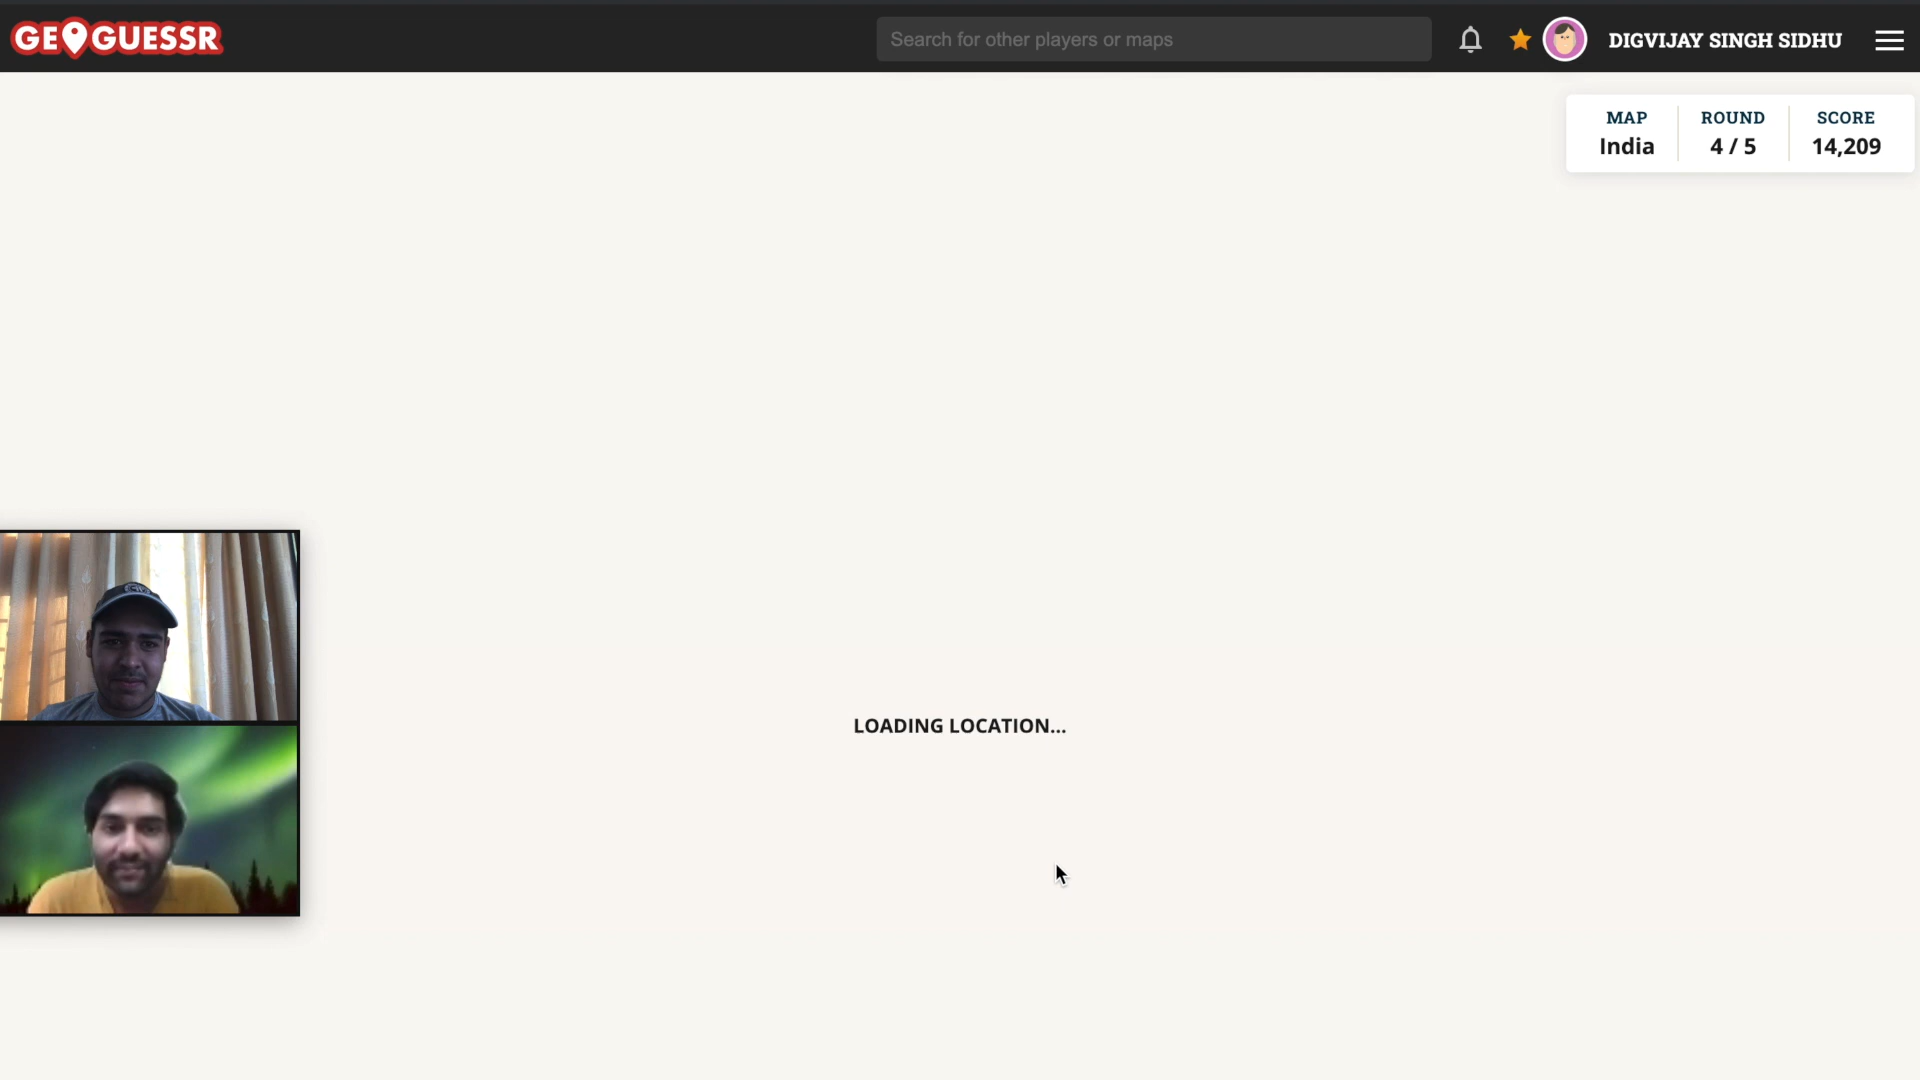 GEOGUESSR
Search for other players or maps
DIGVIJAY SINGH SIDHU
MAP ROUND SCORE
India 4 / 5 14,209
LOADING LOCATION...